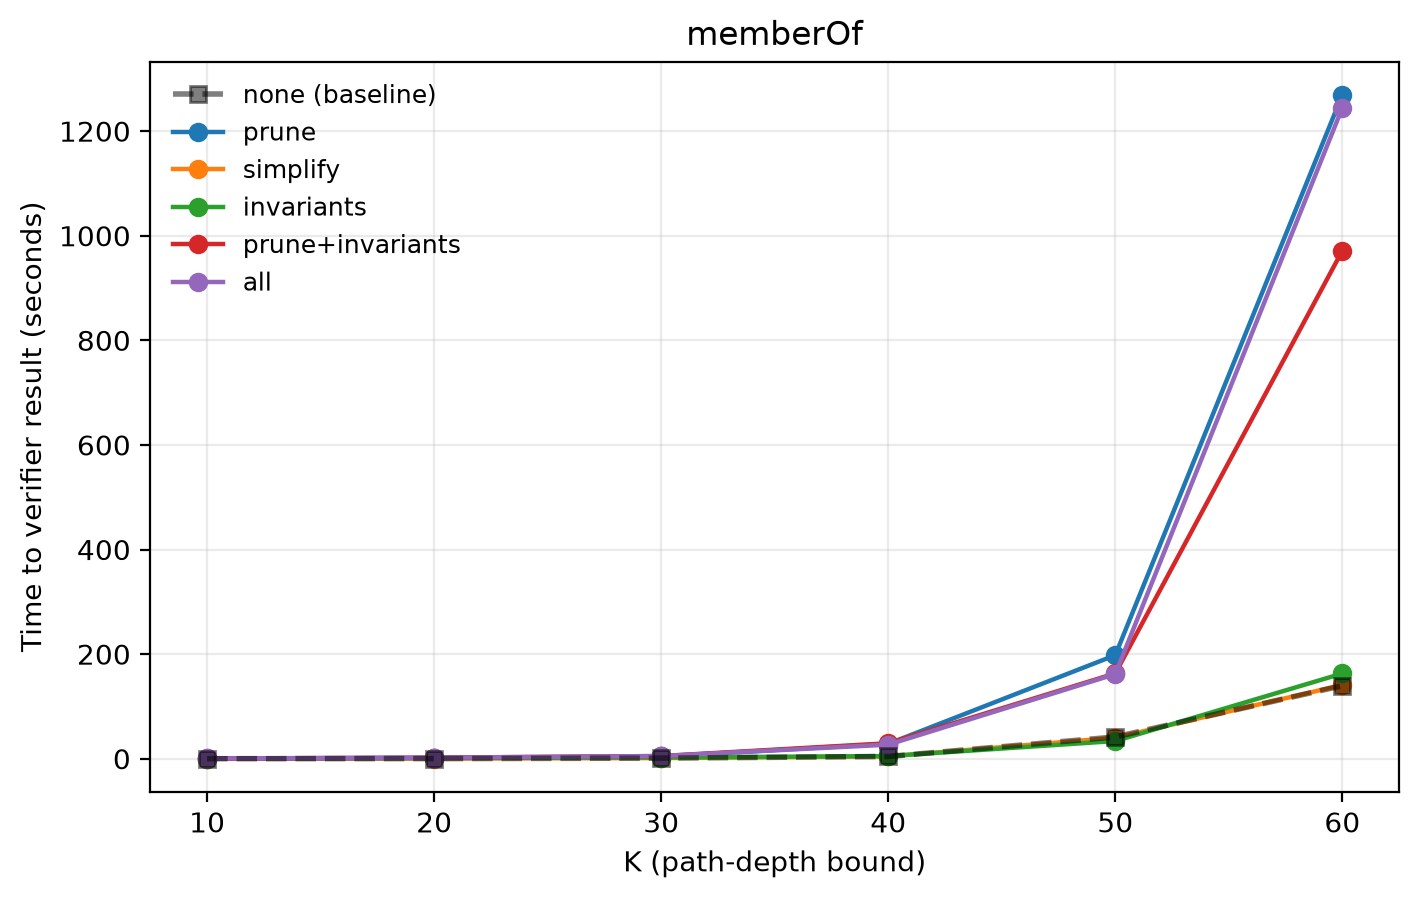 memberOf
none (baseline)
prune
simplify
invariants
prune+invariants
all
Time to verifier result (seconds)
1200
1000
800
600
400
200
0
10 20 30 40 50 60
K (path-depth bound)